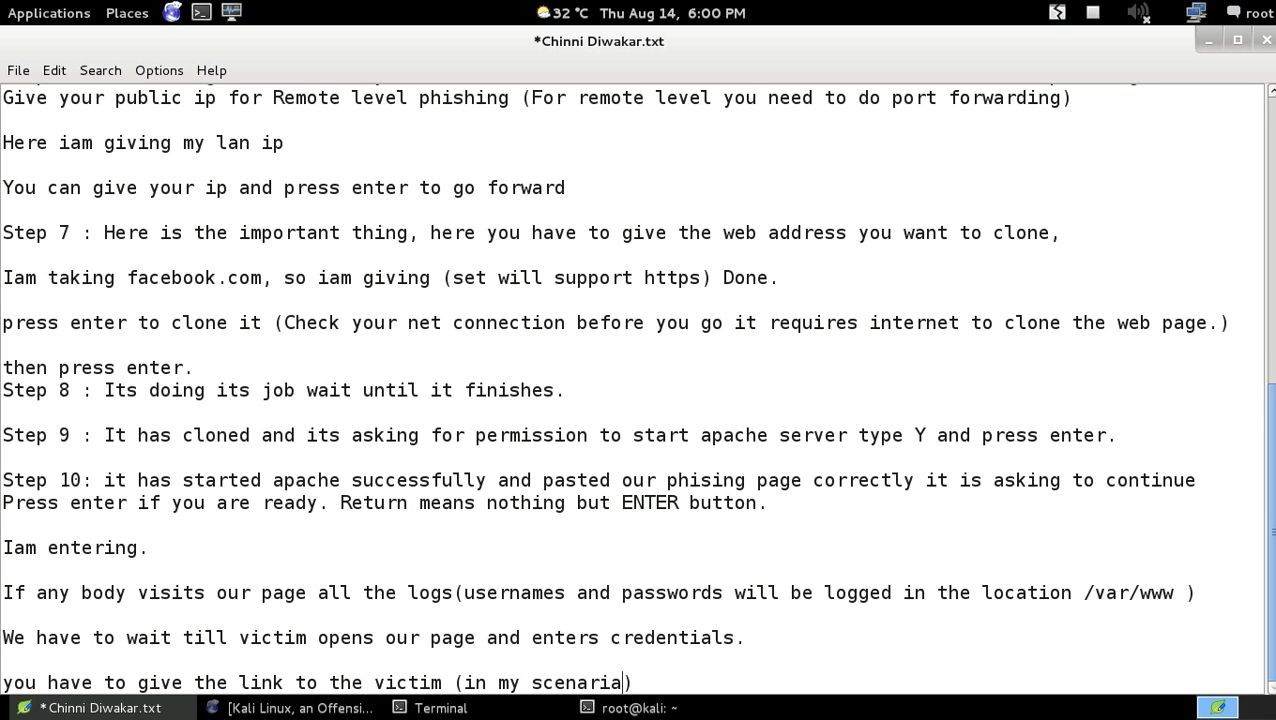 Applications Places 32 °C Thu Aug 14, 6:00 PM root
*Chinni Diwakar.txt
File Edit Search Options Help
Give your public ip for Remote level phishing (For remote level you need to do port forwarding)
Here iam giving my lan ip
You can give your ip and press enter to go forward
Step 7 : Here is the important thing, here you have to give the web address you want to clone,
Iam taking facebook.com, so iam giving (set will support https) Done.
press enter to clone it (Check your net connection before you go it requires internet to clone the web page.)
then press enter.
Step 8 : Its doing its job wait until it finishes.
Step 9 : It has cloned and its asking for permission to start apache server type Y and press enter.
Step 10: it has started apache successfully and pasted our phising page correctly it is asking to continue
Press enter if you are ready. Return means nothing but ENTER button.
Iam entering.
If any body visits our page all the logs(usernames and passwords will be logged in the location /var/www )
We have to wait till victim opens our page and enters credentials.
you have to give the link to the victim (in my scenaria)
*Chinni Diwakar.txt [Kali Linux, an Offensi... Terminal root@kali: ~